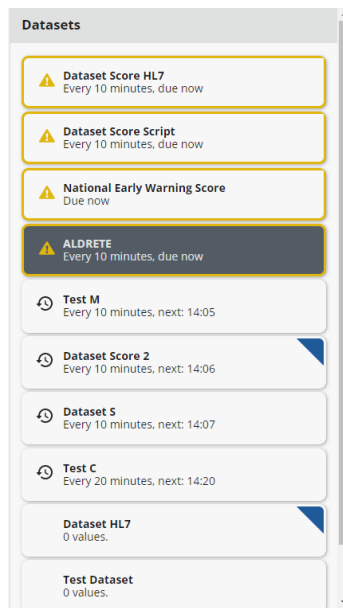 Datasets
Dataset Score HL7
Every 10 minutes, due now
Dataset Score Script
Every 10 minutes, due now
National Early Warning Score
Due now
ALDRETE
Every 10 minutes, due now
Test M
Every 10 minutes, next: 14:05
Dataset Score 2
Every 10 minutes, next: 14:06
Dataset S
Every 10 minutes, next: 14:07
Test C
Every 20 minutes, next: 14:20
Dataset HL7
0 values.
Test Dataset
0 values.